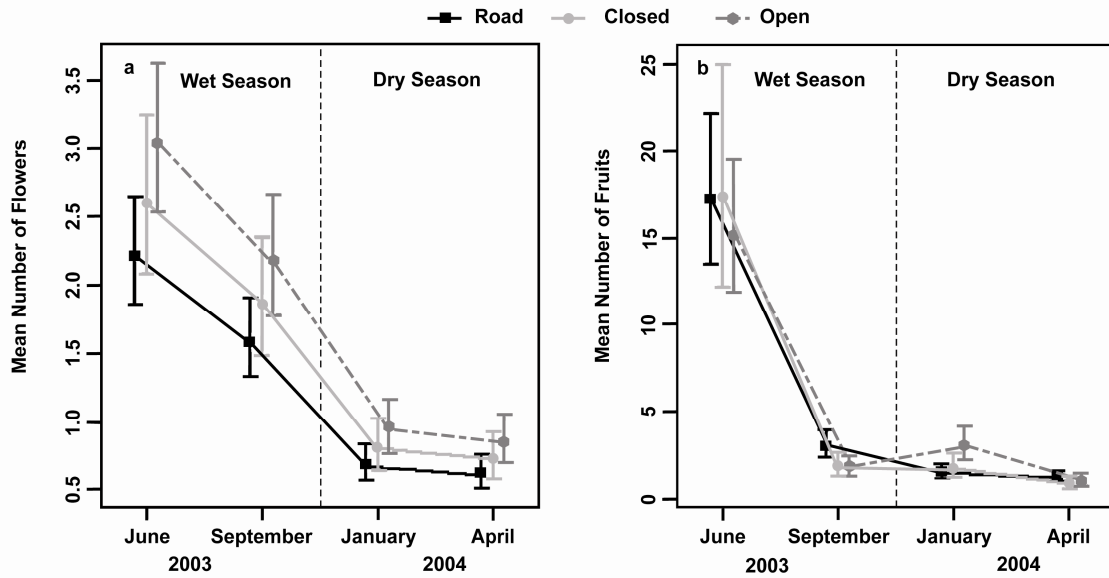 Road Closed Open
a Wet Season Dry Season
Mean Number of Flowers
3.5
3.0
2.5
2.0
1.5
1.0
0.5
June September January April
2003 2004
b Wet Season Dry Season
Mean Number of Fruits
25
20
15
10
5
0
June September January April
2003 2004